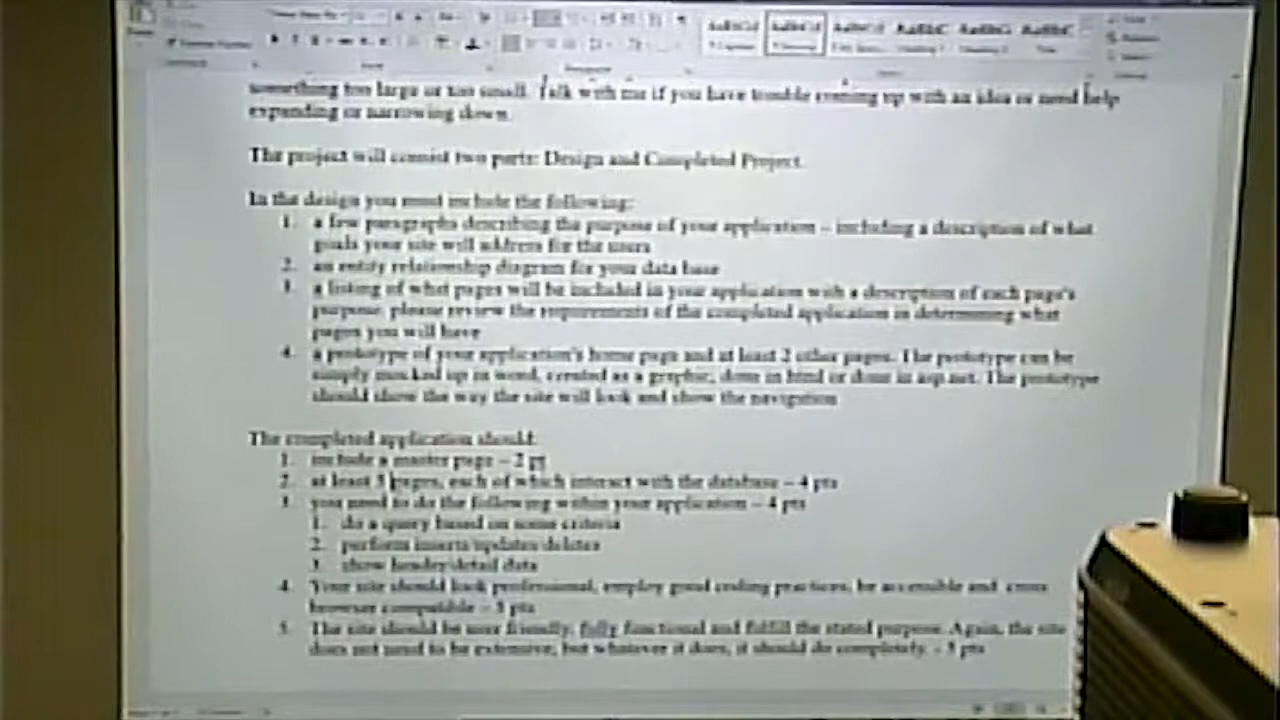 something too large or too small. Talk with me if you have trouble coming up with an idea or need help
expanding or narrowing down.
The project will consist two parts: Design and Completed Project.
In the design you must include the following:
1. a few paragraphs describing the purpose of your application – including a description of what
goals your site will address for the users
2. an entity relationship diagram for your data base
3. a listing of what pages will be included in your application with a description of each page's
purpose, please review the requirements of the completed application in determining what
pages you will have
4. a prototype of your application's home page and at least 2 other pages. The prototype can be
simply mocked up in word, created as a graphic, done in html or done in asp.net. The prototype
should show the way the site will look and show the navigation
The completed application should:
1. include a master page – 2 pt
2. at least 3 pages, each of which interact with the database – 4 pts
3. you need to do the following within your application – 4 pts
1. do a query based on some criteria
2. perform inserts/updates/deletes
3. show header/detail data
4. Your site should look professional, employ good coding practices, be accessible and cross
browser compatible – 3 pts
5. The site should be user friendly, fully functional and fulfill the stated purpose. Again, the site
does not need to be extensive, but whatever it does, it should do completely. – 3 pts